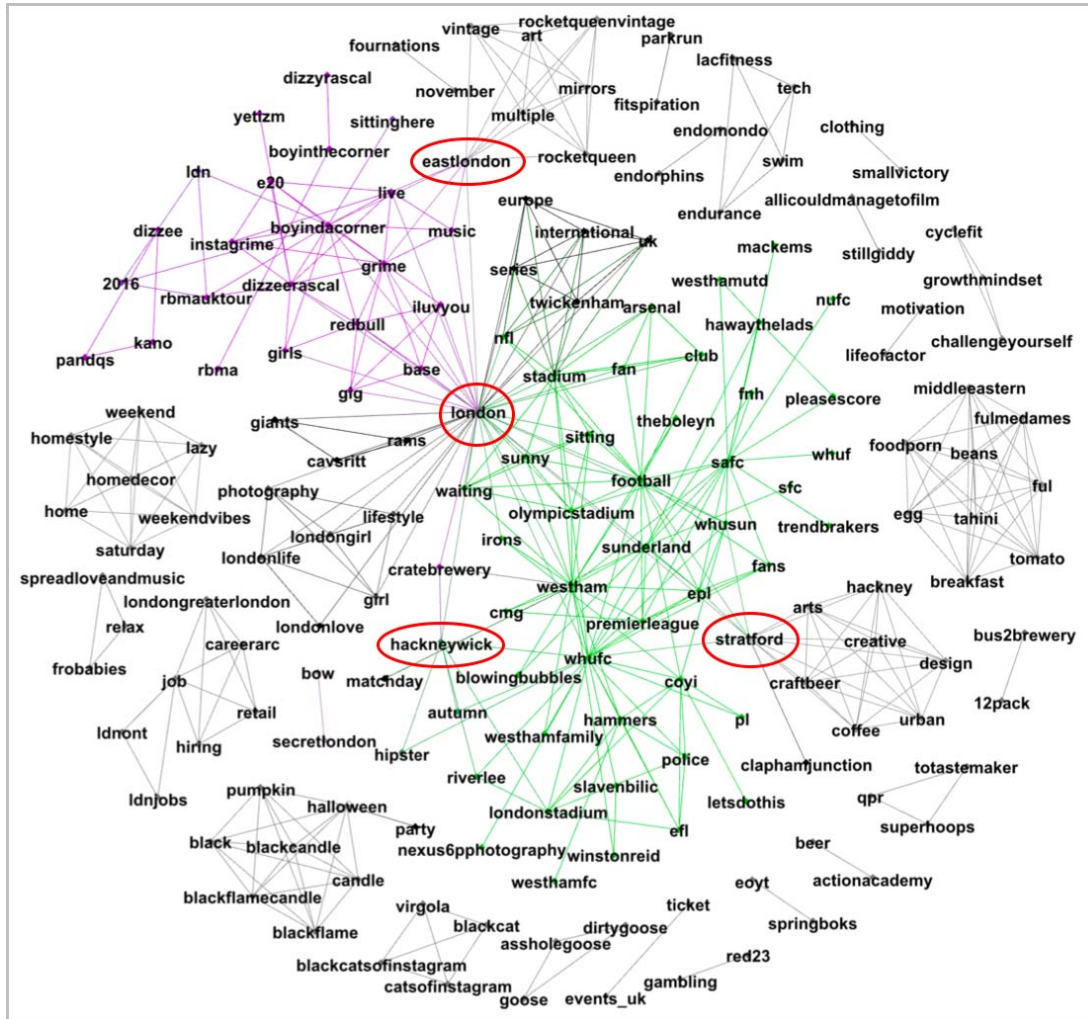 rocketqueenvintage
vintage
art
parkrun
fournations
lacfitness
dizzyrascal
tech
november
mirrors
fitspiration
yetizm
sittinghere
multiple
endomondo
clothing
boyinthecorner
eastlondon
rocketqueen
swim
smallvictory
ldn
e20
endorphins
live
europe
allicouldmanagetofilm
endurance
dizzee
boyindacorner
music
international
cyclefit
instagrime
uk
mackems
stillgiddy
grime
series
westhamutd
growthmindset
2016
rbmauktour
dizzeerascal
twickenham
nufc
iluvyou
arsenal
motivation
redbull
nfl
hawaythelads
kano
challengeyourself
pandqs
girls
club
lifeofactor
rbma
base
stadium
fan
gig
fnh
middleeastern
pleasescore
weekend
london
giants
theboleyn
fulmedames
homestyle
lazy
rams
sitting
foodporn
beans
cavsritt
sunny
safc
whuf
homedecor
football
photography
waiting
sfc
ful
home
weekendvibes
lifestyle
olympicstadium
whusun
egg
tahini
trendbrakers
londongirl
irons
saturday
sunderland
londonlife
tomato
cratebrewery
fans
spreadloveandmusic
westham
epl
hackney
breakfast
girl
londongreaterlondon
cmg
arts
relax
londonlove
premierleague
stratford
bus2brewery
careerarc
hackneywick
creative
frobabies
whufc
design
bow
matchday
blowingbubbles
job
coyi
craftbeer
12pack
retail
autumn
hammers
pl
urban
ldnont
coffee
hiring
secretlondon
westhamfamily
hipster
police
claphamjunction
riverlee
totastemaker
slavenbilic
pumpkin
qpr
ldnjobs
halloween
londonstadium
letsdothis
superhoops
party
efl
black
blackcandle
beer
nexus6pphotography
winstonreid
candle
westhamfc
eoyt
actionacademy
blackflamecandle
virgola
ticket
blackcat
dirtygoose
springboks
blackflame
assholegoose
red23
blackcatsofinstagram
gambling
catsofinstagram
goose
events_uk